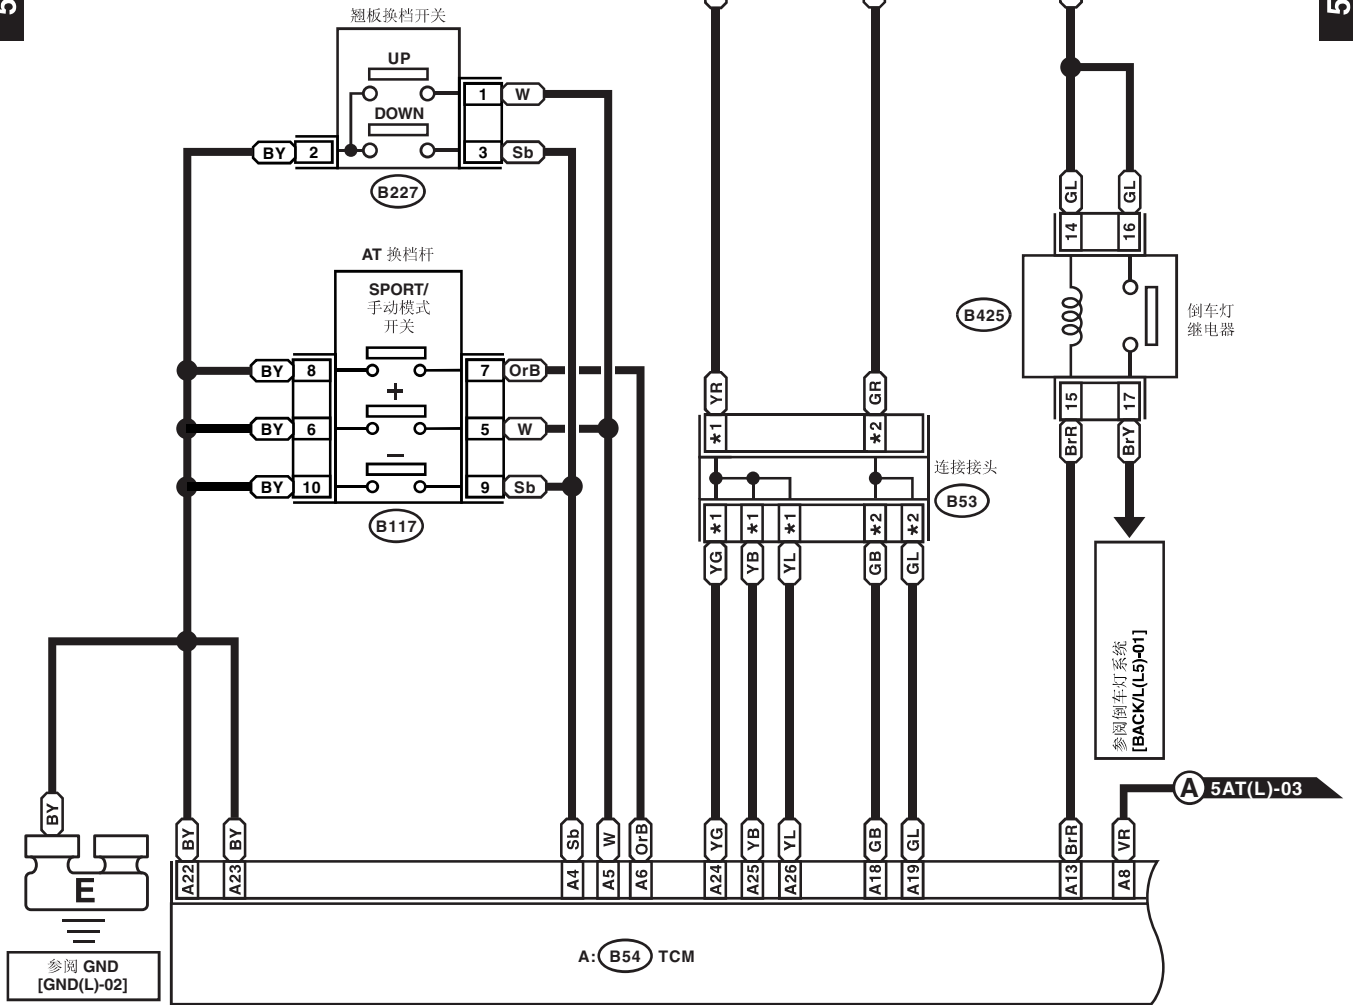 5
5
翘板换档开关
UP
DOWN
1
W
BY
2
3
Sb
B227
AT 换档杆
SPORT/
手动模式
开关
BY
8
7
OrB
+
BY
6
5
W
−
BY
10
9
Sb
B117
GL
GL
14
16
B425
倒车灯
继电器
15
17
BrR
BrY
YR
GR
*1
*2
连接接头
B53
*1
*1
*1
*2
*2
YG
YB
YL
GB
GL
参阅倒车灯系统
[BACK/L(L5)-01]
A
5AT(L)-03
BY
BY
BY
Sb
W
OrB
YG
YB
YL
GB
GL
BrR
VR
A22
A23
A4
A5
A6
A24
A25
A26
A18
A19
A13
A8
E
参阅 GND
[GND(L)-02]
A: B54 TCM